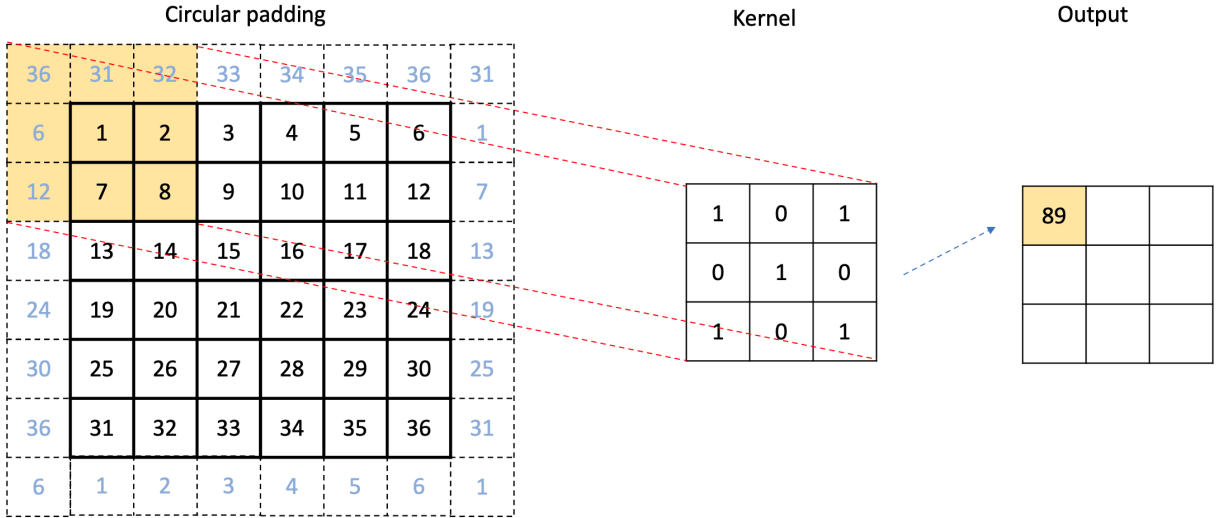 Circular padding Kernel Output
36 31 32 33 34 35 36 31
6 1 2 3 4 5 6 1
12 7 8 9 10 11 12 7
18 13 14 15 16 17 18 13
24 19 20 21 22 23 24 19
30 25 26 27 28 29 30 25
36 31 32 33 34 35 36 31
6 1 2 3 4 5 6 1
1 0 1
0 1 0
1 0 1
89